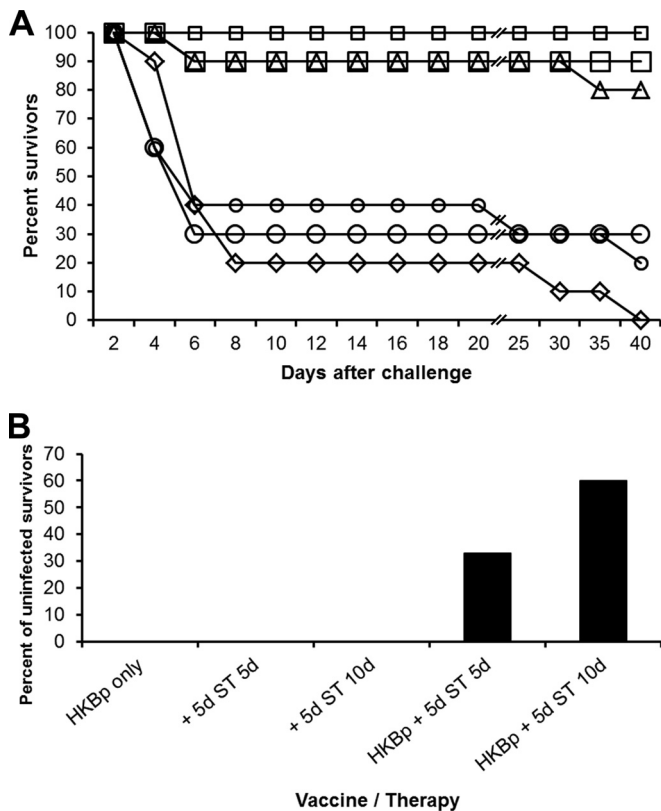 A
100
90
80
70
60
50
40
30
20
10
0
Percent survivors
2 4 6 8 10 12 14 16 18 20 25 30 35 40
Days after challenge
B
70
60
50
40
30
20
10
0
Percent of uninfected survivors
HKBp only
+ 5d ST 5d
+ 5d ST 10d
HKBp + 5d ST 5d
HKBp + 5d ST 10d
Vaccine / Therapy